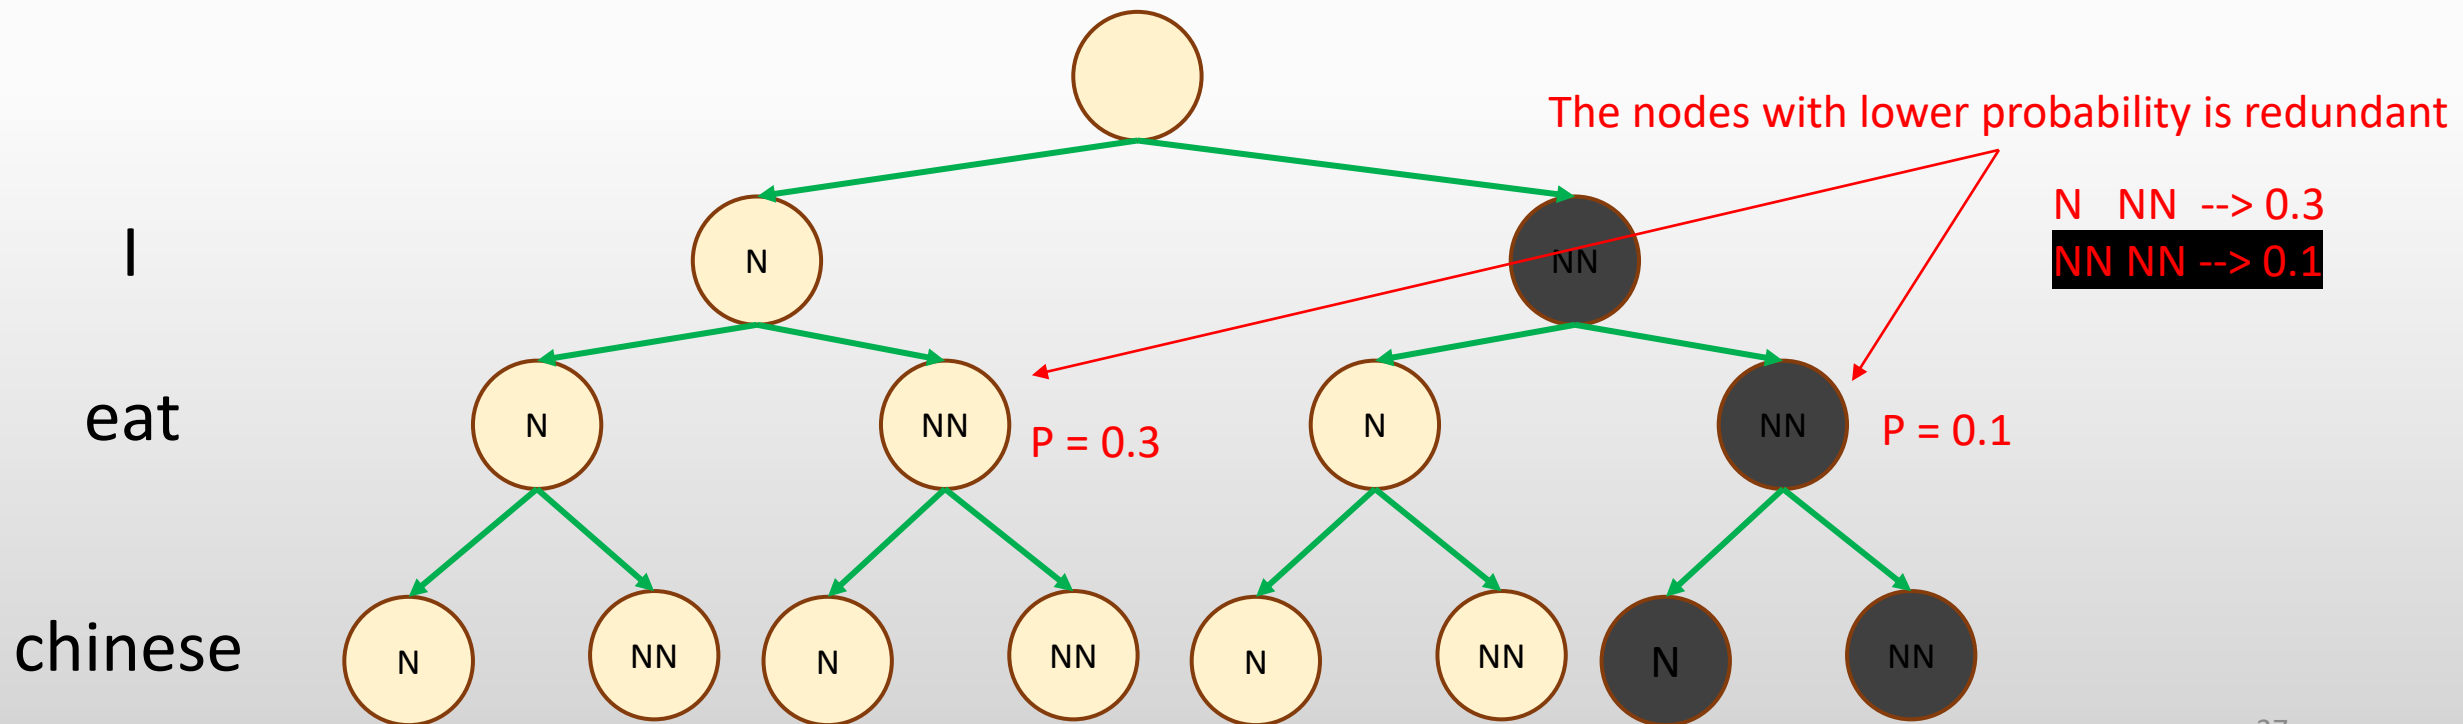 The nodes with lower probability is redundant
N NN --> 0.3
I
N
NN
NN NN --> 0.1
eat
N
NN
P = 0.3
N
NN
P = 0.1
chinese
N
NN
N
NN
N
NN
N
NN